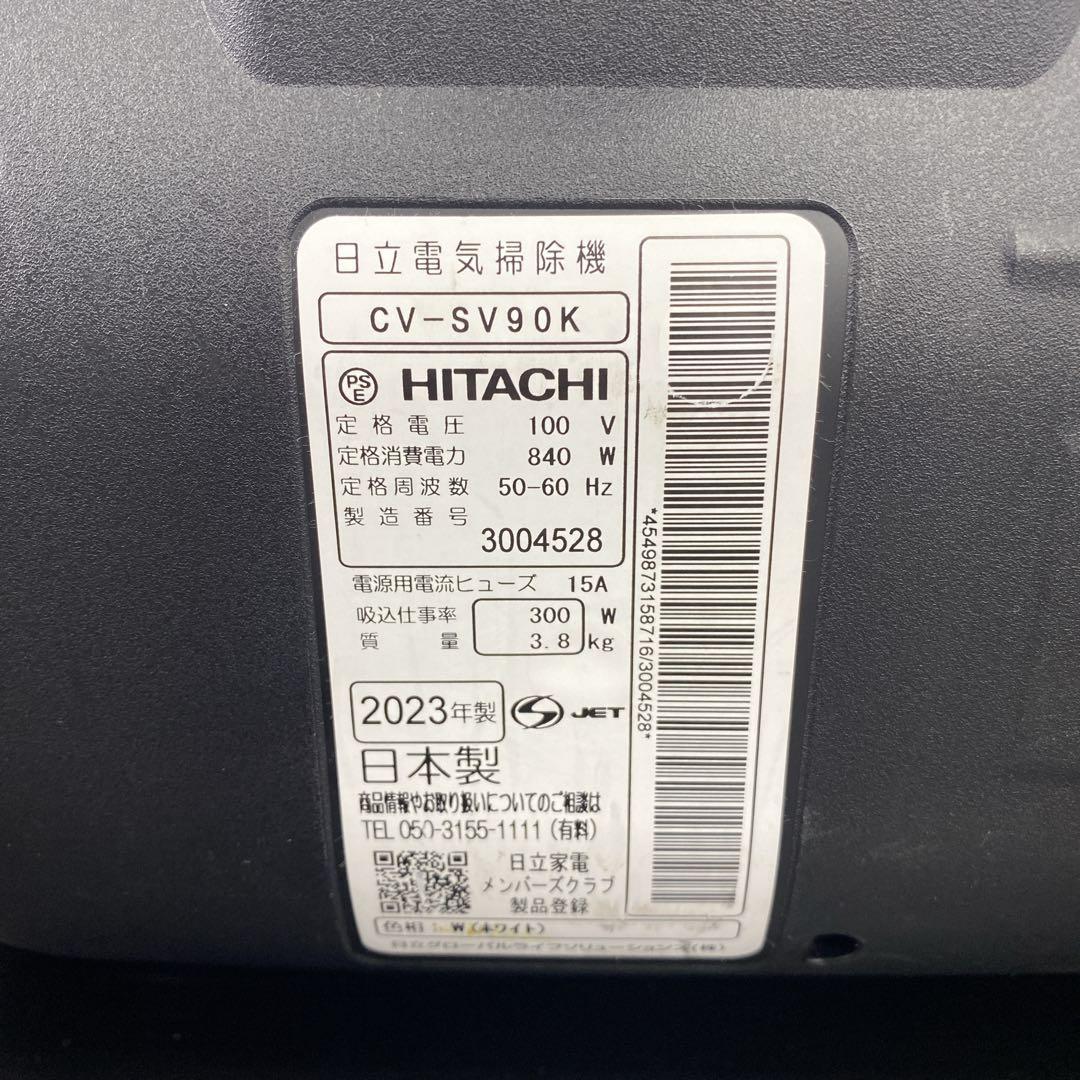 日立電気掃除機
CV-SV90K
PS E HITACHI
定格電圧 100 V
定格消費電力 840 W
定格周波数 50-60 Hz
製造番号
3004528
電源用電流ヒューズ 15A
吸込仕事率 300 W
質量 3.8 kg
2023年製 S JET
日本製
商品情報やお取り扱いについてのご相談は
TEL 050-3155-1111 (有料)
日立家電
メンバーズクラブ
製品登録
W(ホワイト)
*4549873158716/3004528*